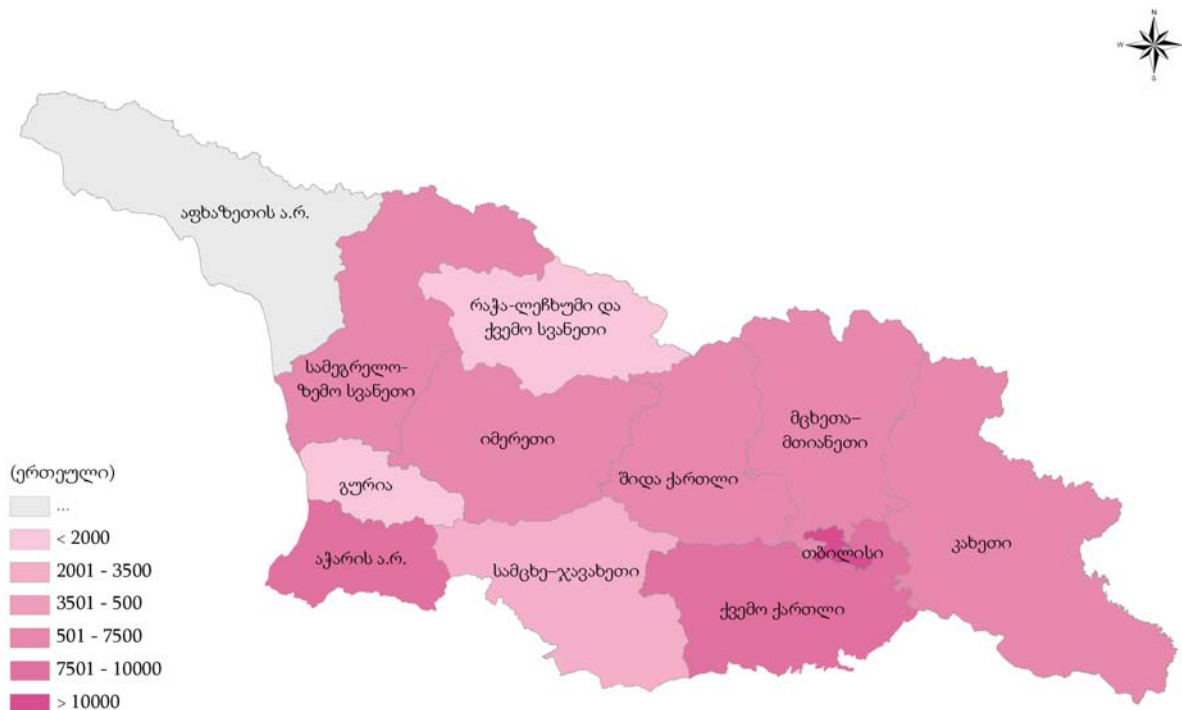 N
W
S
აფხაზეთის ა.რ.
რაჭა-ლეჩხუმი და
ქვემო სვანეთი
სამეგრელო-
ზემო სვანეთი
მცხეთა–
მთიანეთი
იმერეთი
შიდა ქართლი
გურია
კახეთი
თბილისი
აჭარის ა.რ.
სამცხე–ჯავახეთი
ქვემო ქართლი
(ერთეული)
...
< 2000
2001 - 3500
3501 - 500
501 - 7500
7501 - 10000
> 10000